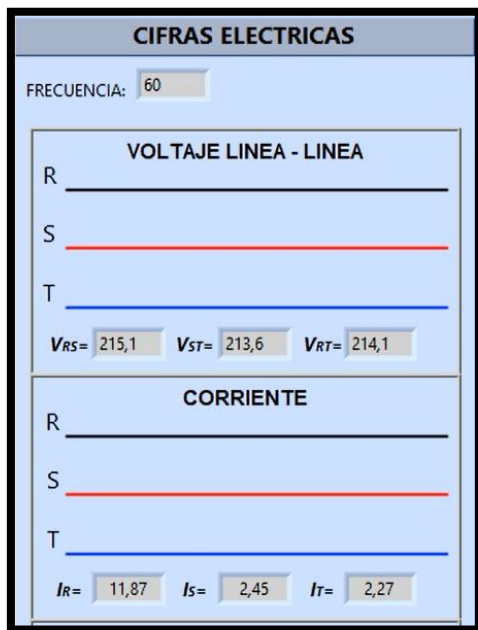 CIFRAS ELECTRICAS
FRECUENCIA: 60
VOLTAJE LINEA - LINEA
R
S
T
VRS= 215,1 VST= 213,6 VRT= 214,1
CORRIENTE
R
S
T
IR= 11,87 IS= 2,45 IT= 2,27